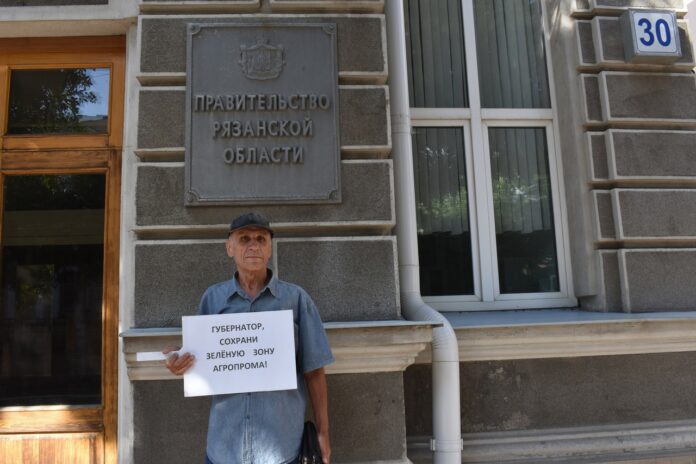 30
ПРАВИТЕЛЬСТВО
РЯЗАНСКОЙ
ОБЛАСТИ
ГУБЕРНАТОР,
СОХРАНИ
ЗЕЛЁНУЮ ЗОНУ
АГРОПРОМА!